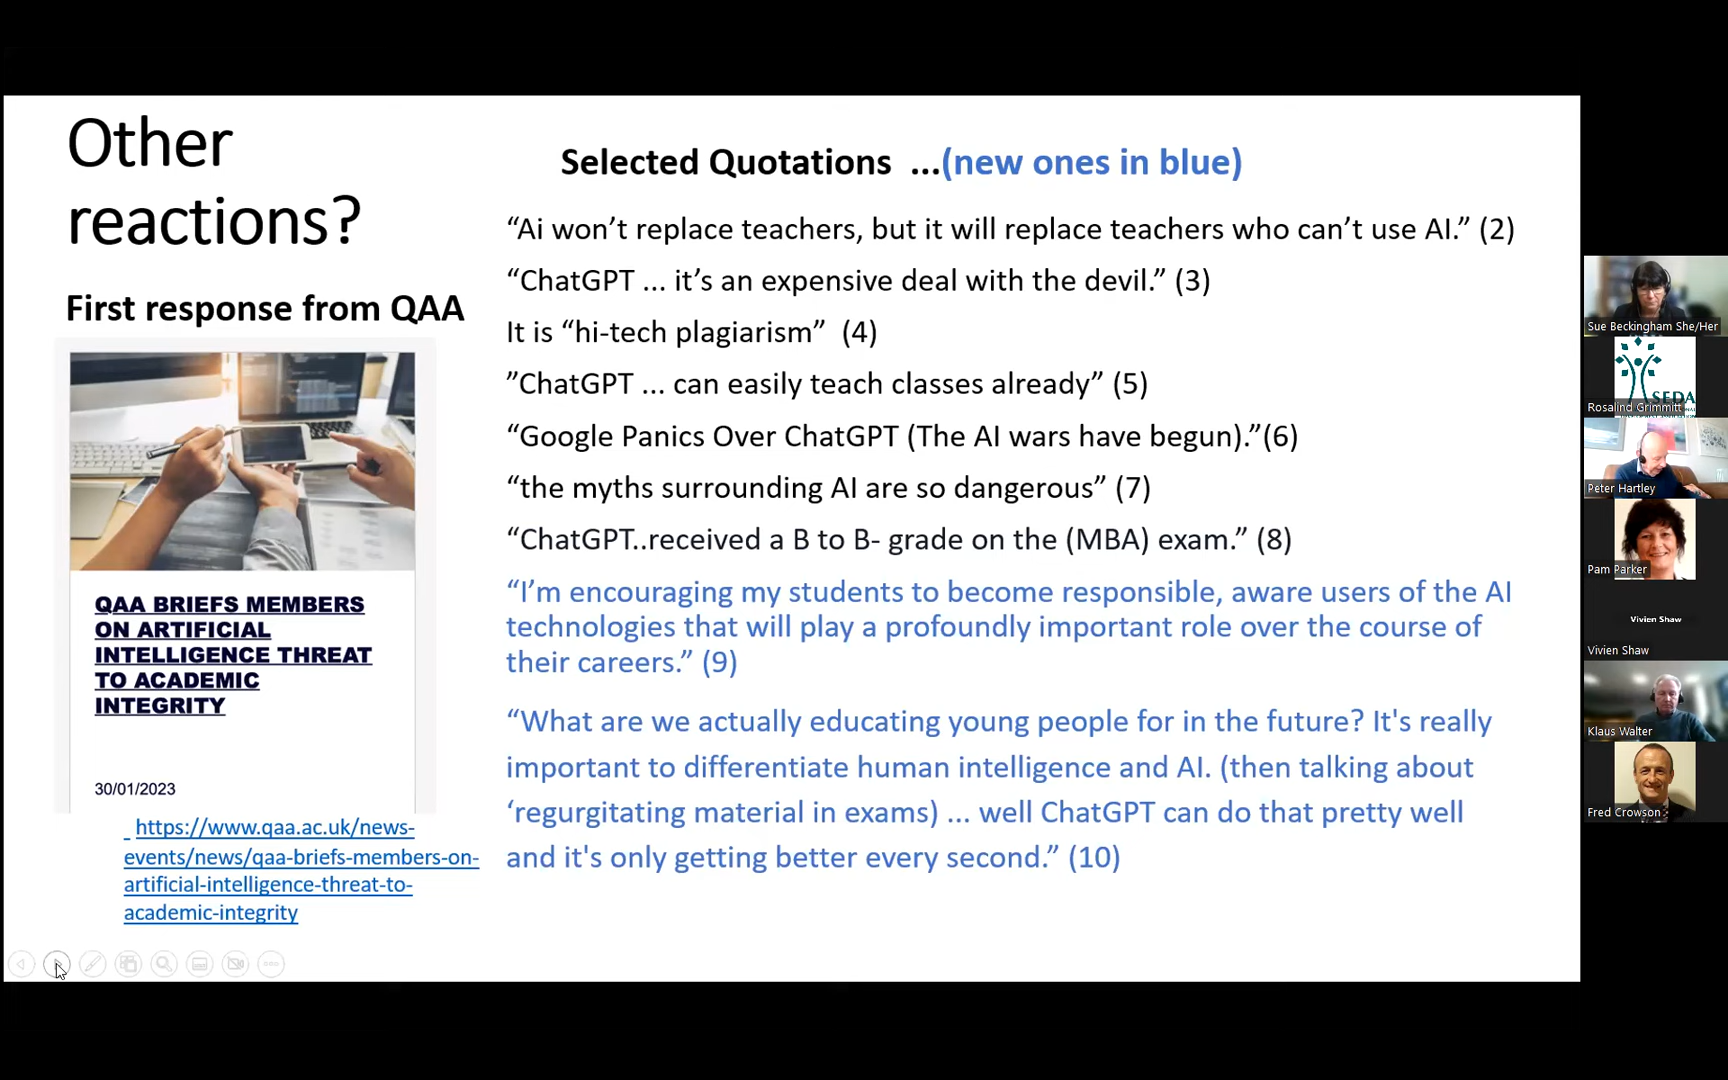 Other
reactions?
First response from QAA
QAA BRIEFS MEMBERS
ON ARTIFICIAL
INTELLIGENCE THREAT
TO ACADEMIC
INTEGRITY
30/01/2023
https://www.qaa.ac.uk/news-
events/news/qaa-briefs-members-on-
artificial-intelligence-threat-to-
academic-integrity
Selected Quotations ...(new ones in blue)
“Ai won’t replace teachers, but it will replace teachers who can’t use AI.” (2)
“ChatGPT ... it’s an expensive deal with the devil.” (3)
It is “hi-tech plagiarism” (4)
”ChatGPT ... can easily teach classes already” (5)
“Google Panics Over ChatGPT (The AI wars have begun).”(6)
“the myths surrounding AI are so dangerous” (7)
“ChatGPT..received a B to B- grade on the (MBA) exam.” (8)
“I’m encouraging my students to become responsible, aware users of the AI
technologies that will play a profoundly important role over the course of
their careers.” (9)
“What are we actually educating young people for in the future? It's really
important to differentiate human intelligence and AI. (then talking about
‘regurgitating material in exams) ... well ChatGPT can do that pretty well
and it's only getting better every second.” (10)
Sue Beckingham She/Her
SEDA
Rosalind Grimmitt
Peter Hartley
Pam Parker
Vivien Shaw
Vivien Shaw
Klaus Walter
Fred Crowson